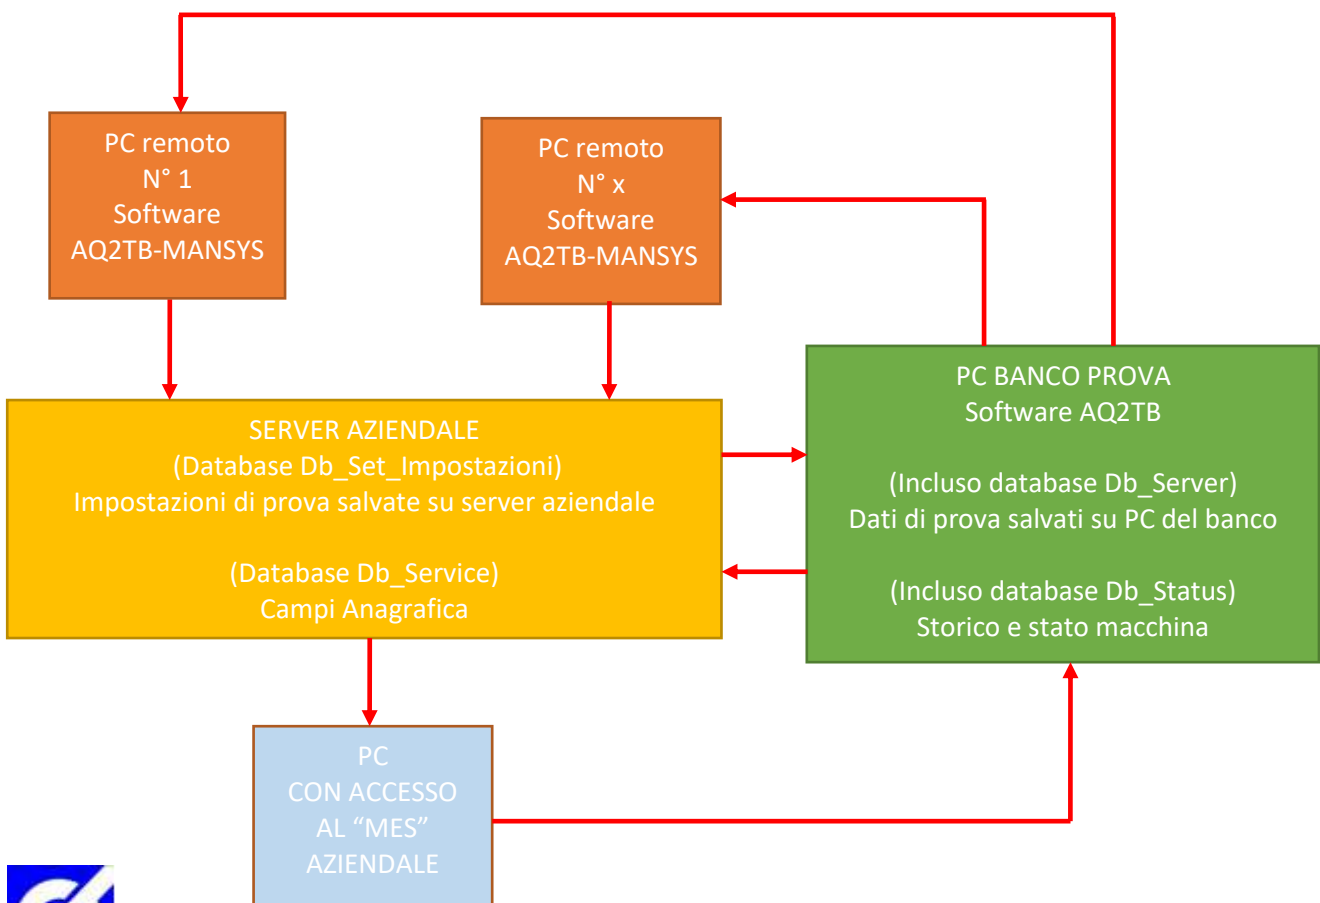 PC remoto
N° 1
Software
AQ2TB-MANSYS
PC remoto
N° x
Software
AQ2TB-MANSYS
SERVER AZIENDALE
(Database Db_Set_Impostazioni)
Impostazioni di prova salvate su server aziendale
(Database Db_Service)
Campi Anagrafica
PC BANCO PROVA
Software AQ2TB
(Incluso database Db_Server)
Dati di prova salvati su PC del banco
(Incluso database Db_Status)
Storico e stato macchina
PC
CON ACCESSO
AL “MES”
AZIENDALE